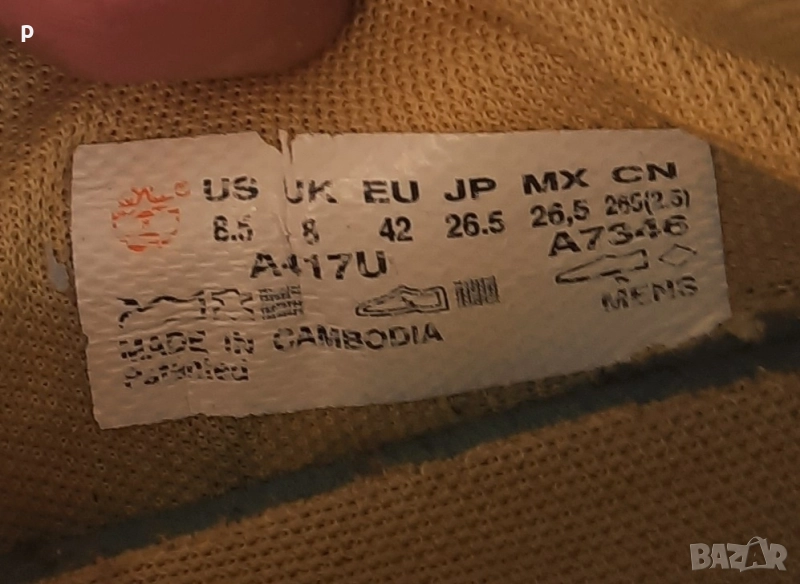 p
® US UK EU JP MX CN
8.5 8 42 26.5 26,5 265(2.5)
A417U A7346
MENS
MADE IN CAMBODIA
Patented
BAZAR